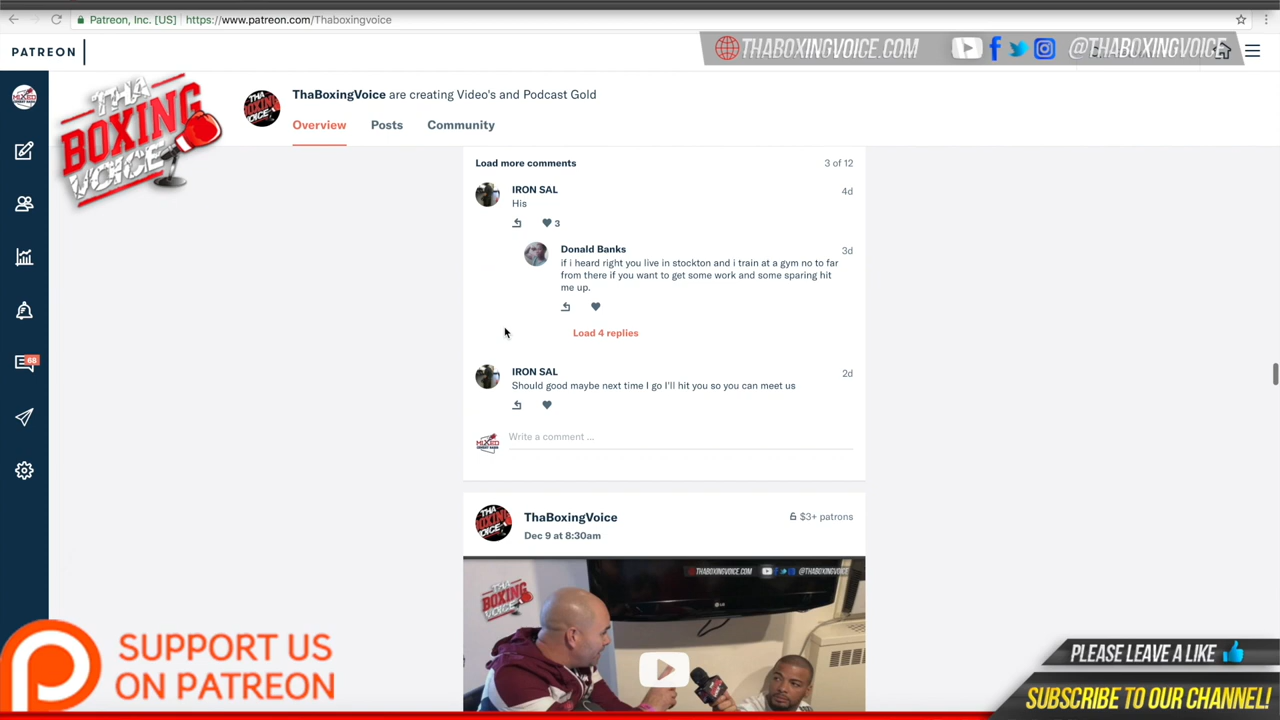 Patreon, Inc. [US] https://www.patreon.com/Thaboxingvoice
PATREON
THABOXINGVOICE.COM @THABOXINGVOICE
THA BOXING VOICE
ThaBoxingVoice are creating Video's and Podcast Gold
Overview Posts Community
Load more comments 3 of 12
IRON SAL 4d
His
3
Donald Banks 3d
if i heard right you live in stockton and i train at a gym no to far
from there if you want to get some work and some sparing hit
me up.
Load 4 replies
68
IRON SAL 2d
Should good maybe next time I go I'll hit you so you can meet us
Write a comment ...
ThaBoxingVoice $3+ patrons
Dec 9 at 8:30am
THABOXINGVOICE.COM @THABOXINGVOICE
THA BOXING VOICE
SUPPORT US
ON PATREON
PLEASE LEAVE A LIKE
SUBSCRIBE TO OUR CHANNEL!